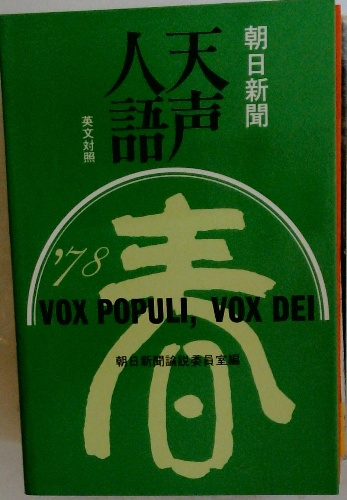 朝日新聞
天声
人語
英文対照
'78
春
VOX POPULI, VOX DEI
朝日新聞論説委員室編